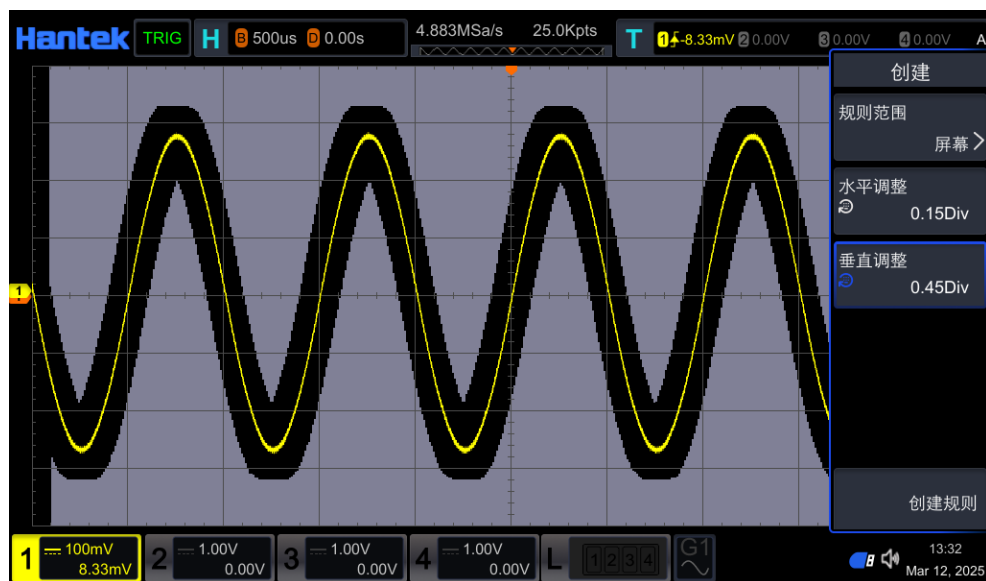 Hantek TRIG H B 500us D 0.00s 4.883MSa/s 25.0Kpts T 1 -8.33mV 2 0.00V 3 0.00V 4 0.00V A
创建
规则范围
屏幕
水平调整
0.15Div
垂直调整
0.45Div
创建规则
1
1 100mV 8.33mV
2 1.00V 0.00V
3 1.00V 0.00V
4 1.00V 0.00V
L 1 2 3 4
G1
13:32
Mar 12, 2025